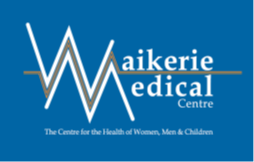 Waikerie
Medical
Centre
The Centre for the Health of Women, Men & Children